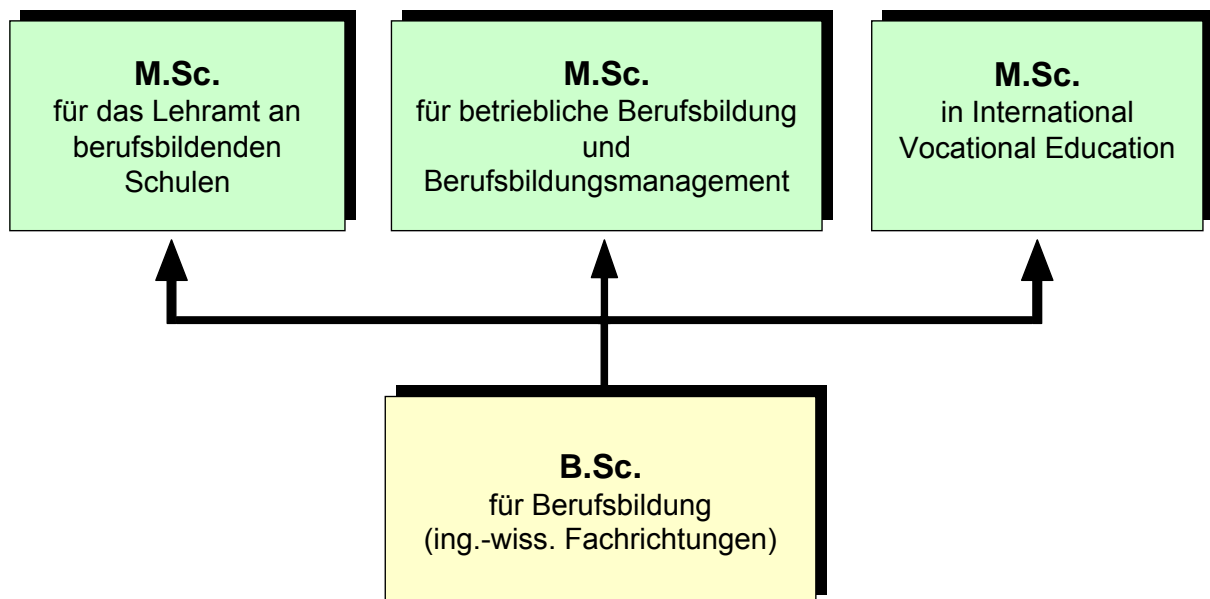 M.Sc.
für das Lehramt an
berufsbildenden
Schulen
M.Sc.
für betriebliche Berufsbildung
und
Berufsbildungsmanagement
M.Sc.
in International
Vocational Education
B.Sc.
für Berufsbildung
(ing.-wiss. Fachrichtungen)